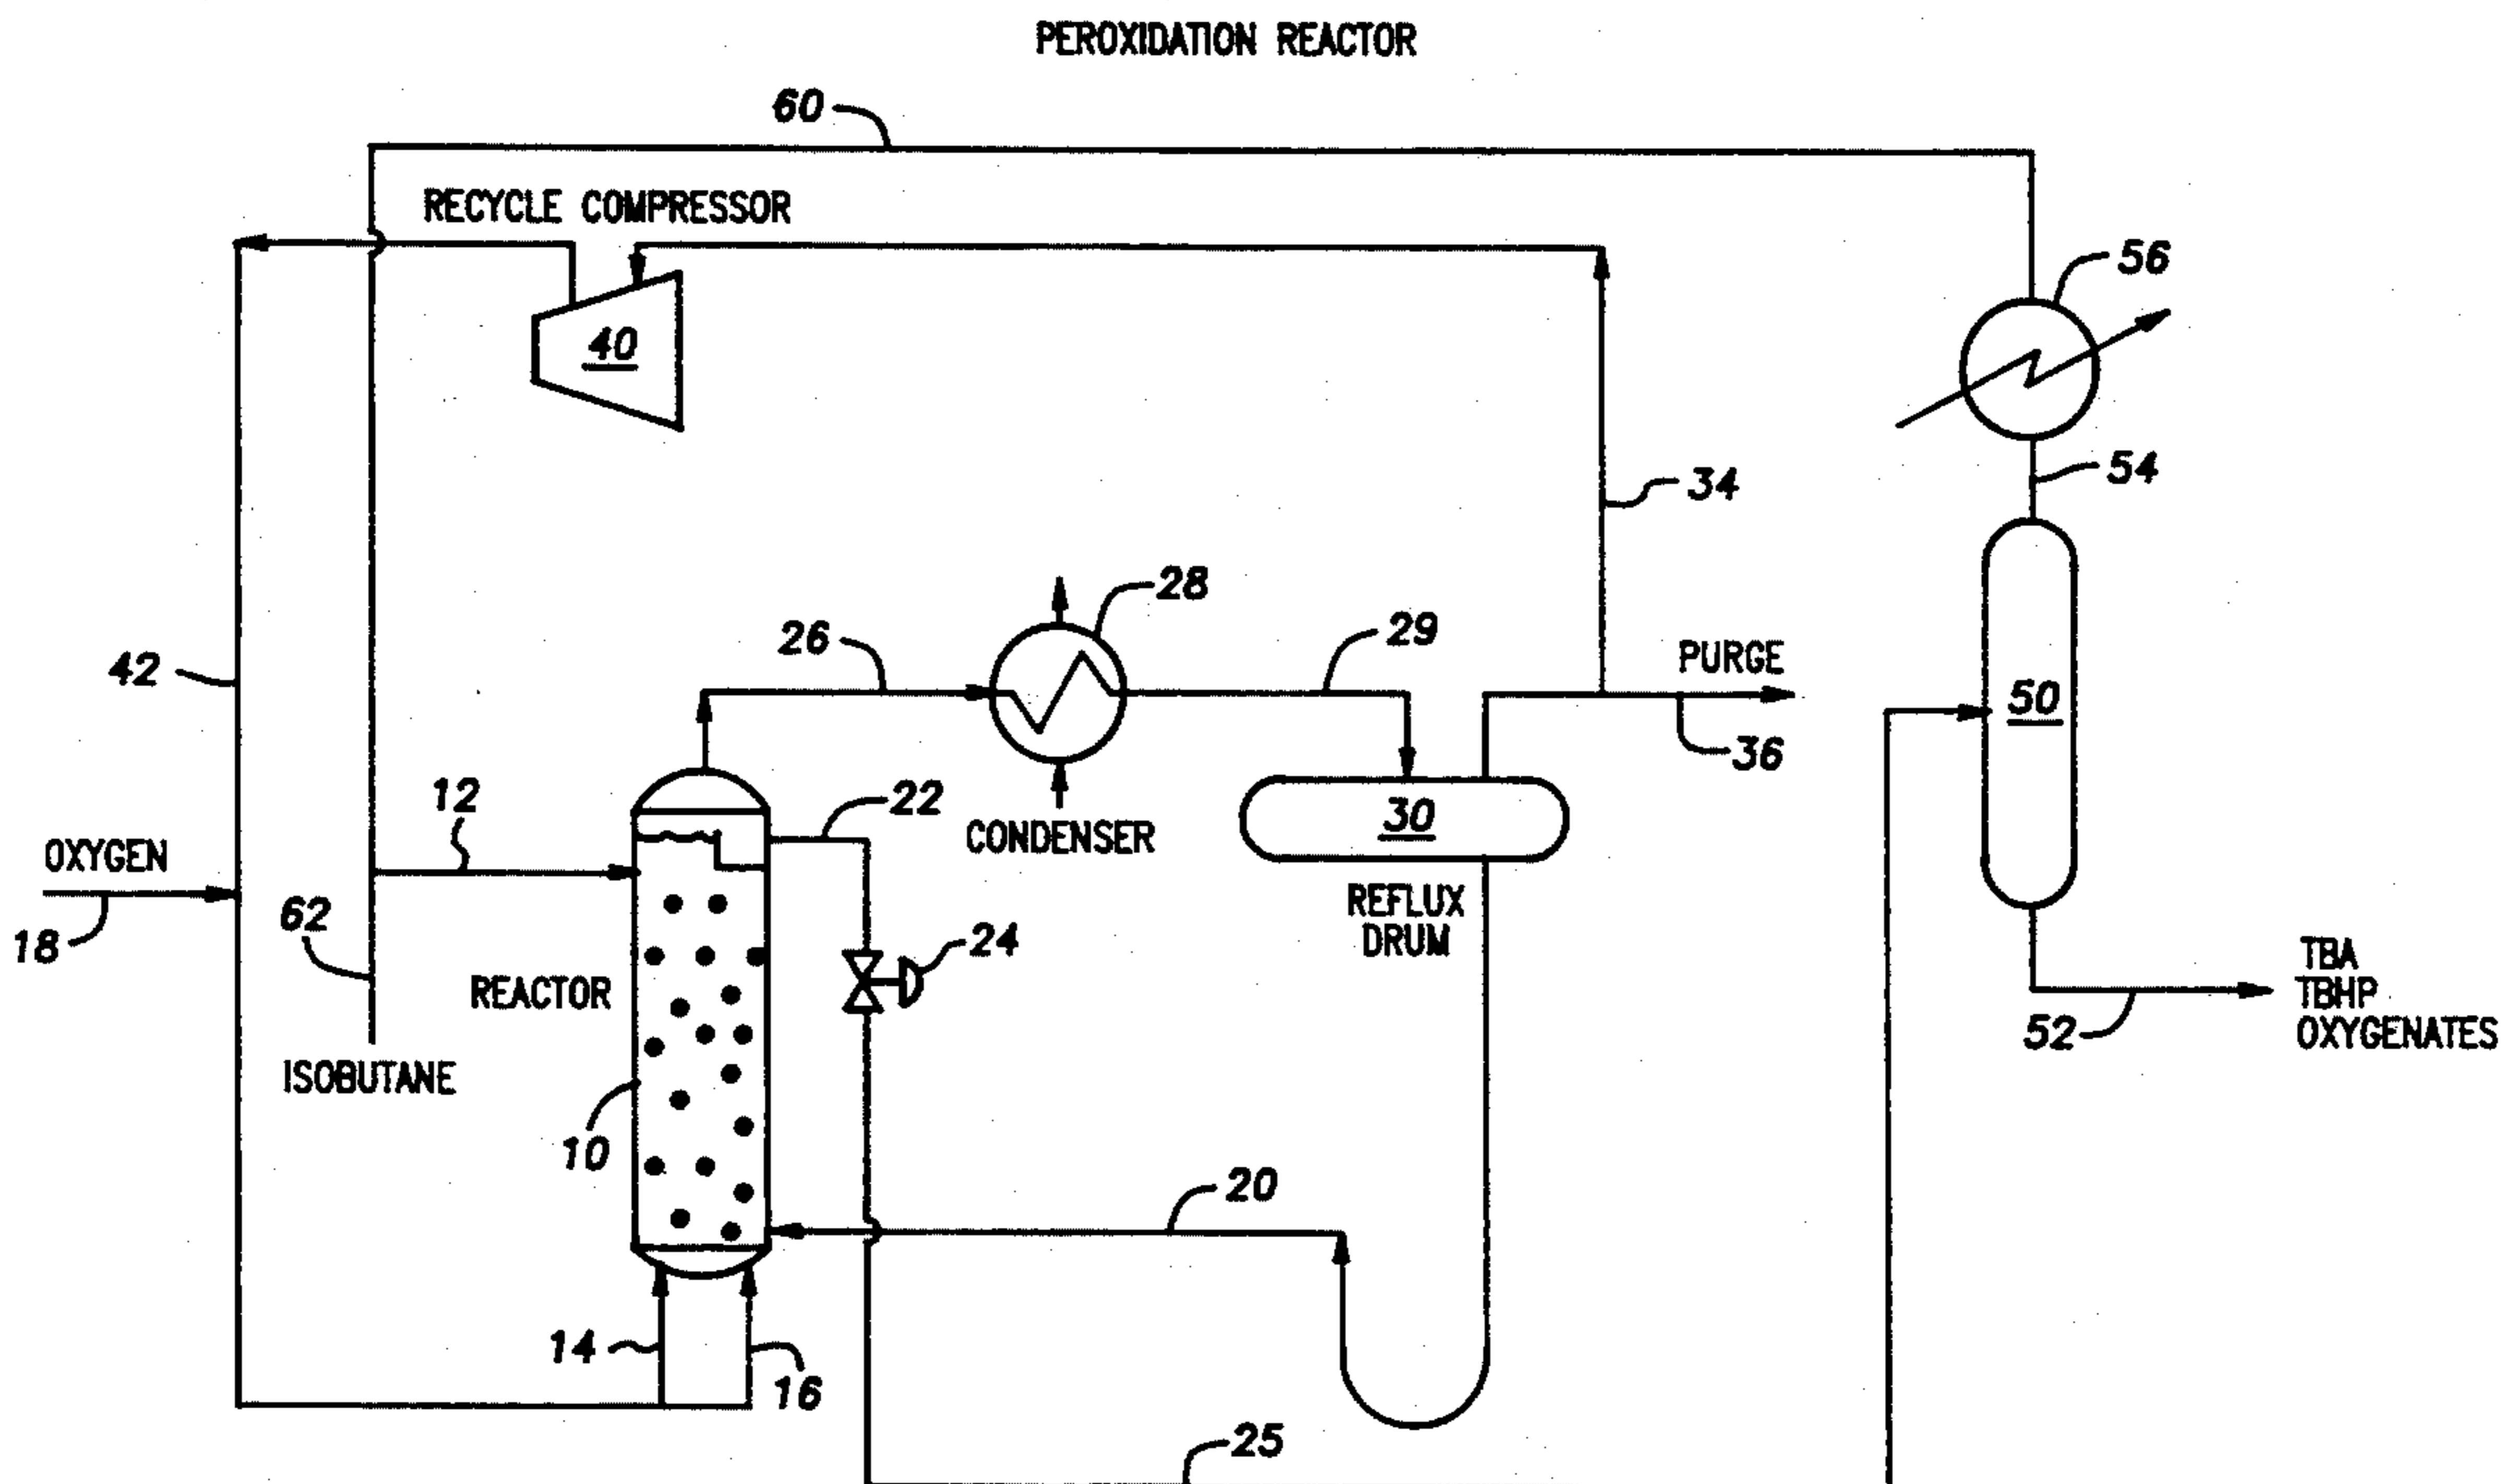 PEROXIDATION REACTOR
60
RECYCLE COMPRESSOR
56
40
54
34
28
26
29
42
PURGE
50
36
12
22
30
CONDENSER
OXYGEN
REFLUX
DRUM
62
18
24
TBA
TBHP
OXYGENATES
REACTOR
52
ISOBUTANE
10
20
14
16
25